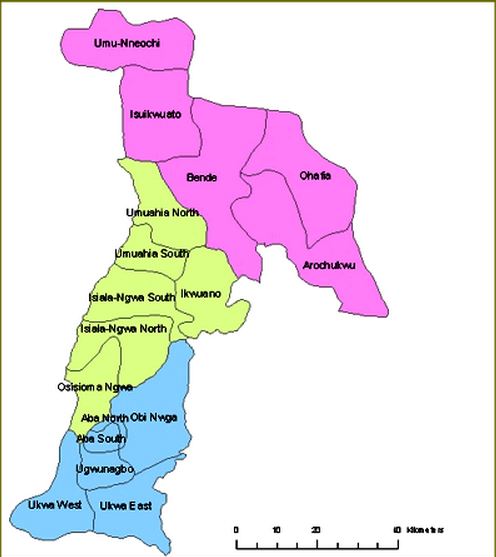 Umu-Nneochi
Isuikwuato
Bende
Ohafia
Umuahia North
Umuahia South
Arochukwu
Isiala-Ngwa South
Ikwuano
Isiala-Ngwa North
Osisioma Ngwa
Aba North
Obi Nwga
Aba South
Ugwunagbo
Ukwa West
Ukwa East
0 10 20 40 Kilometers